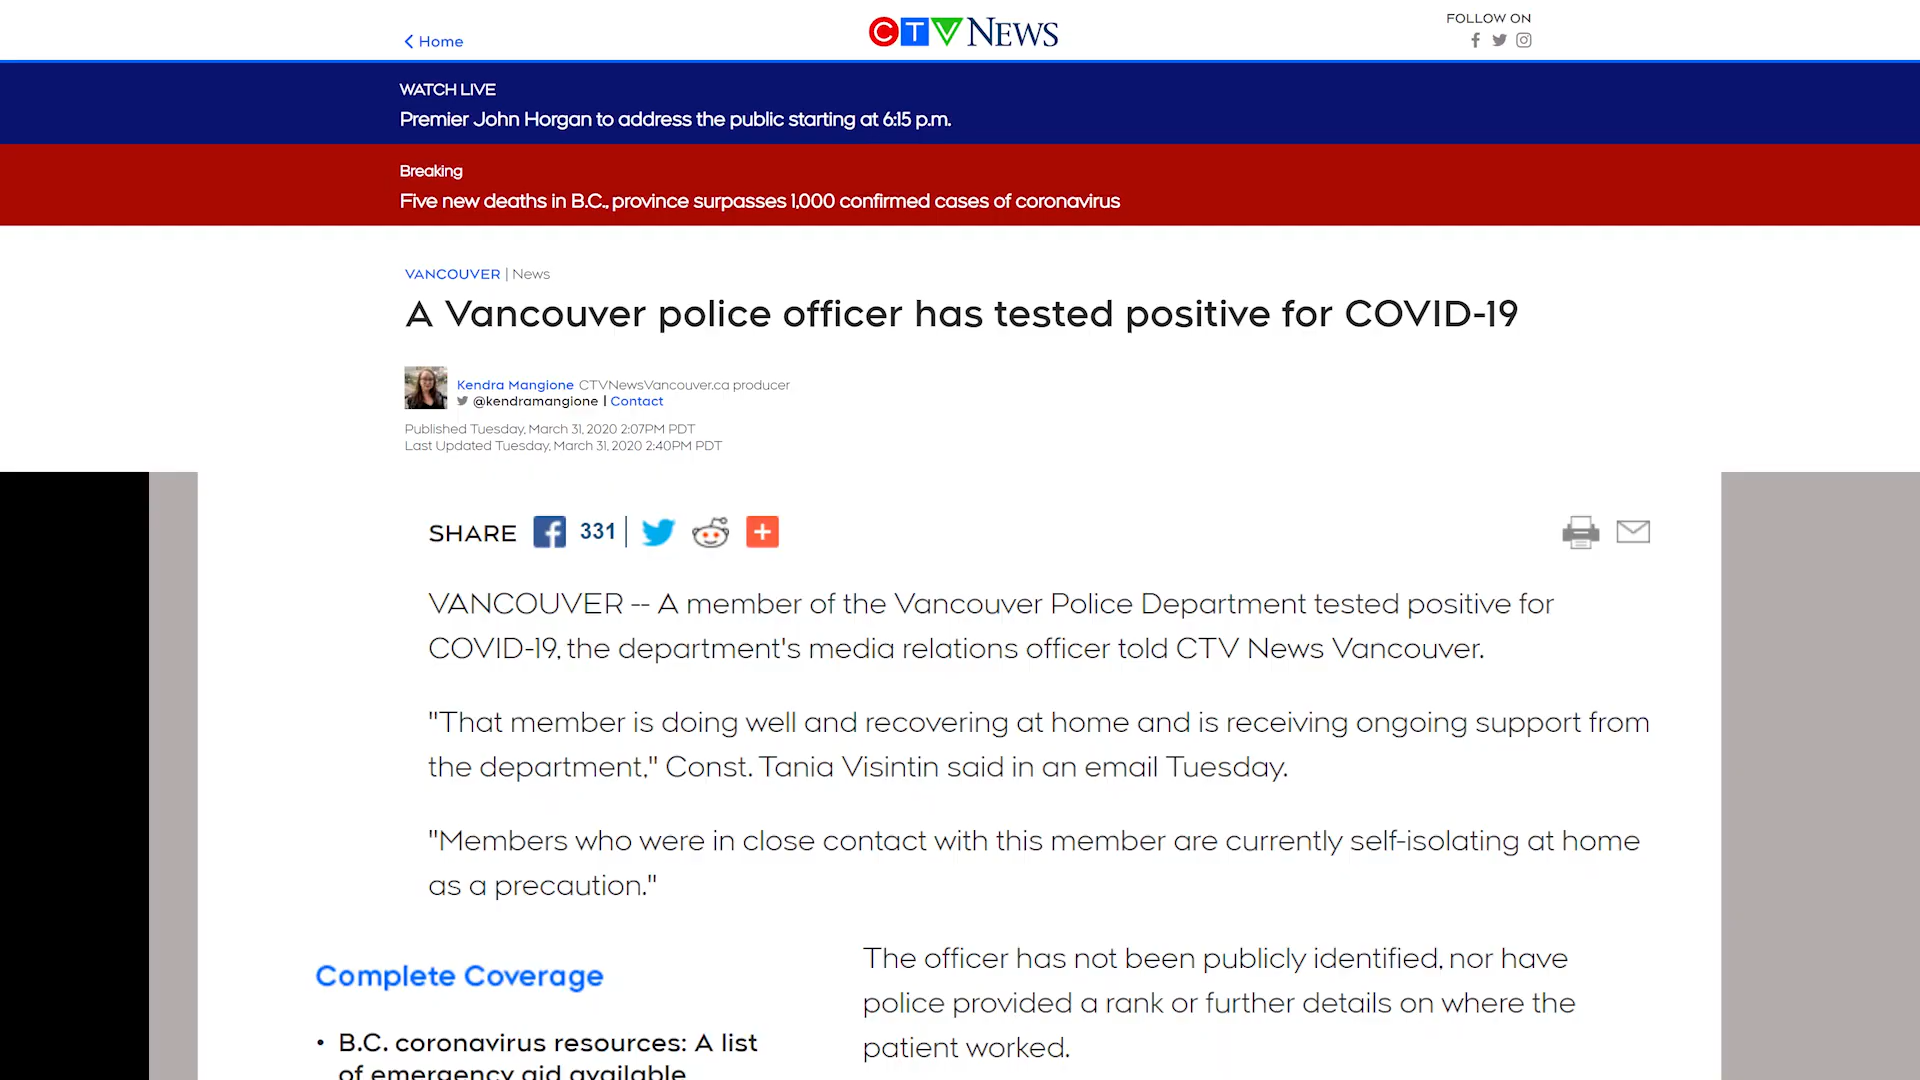 Home
CTV NEWS
FOLLOW ON
WATCH LIVE
Premier John Horgan to address the public starting at 6:15 p.m.
Breaking
Five new deaths in B.C., province surpasses 1,000 confirmed cases of coronavirus
VANCOUVER | News
A Vancouver police officer has tested positive for COVID-19
Kendra Mangione CTVNewsVancouver.ca producer
@kendramangione | Contact
Published Tuesday, March 31, 2020 2:07PM PDT
Last Updated Tuesday, March 31, 2020 2:40PM PDT
SHARE 331
VANCOUVER -- A member of the Vancouver Police Department tested positive for
COVID-19, the department's media relations officer told CTV News Vancouver.
"That member is doing well and recovering at home and is receiving ongoing support from
the department," Const. Tania Visintin said in an email Tuesday.
"Members who were in close contact with this member are currently self-isolating at home
as a precaution."
The officer has not been publicly identified, nor have
police provided a rank or further details on where the
patient worked.
Complete Coverage
• B.C. coronavirus resources: A list
of emergency aid available